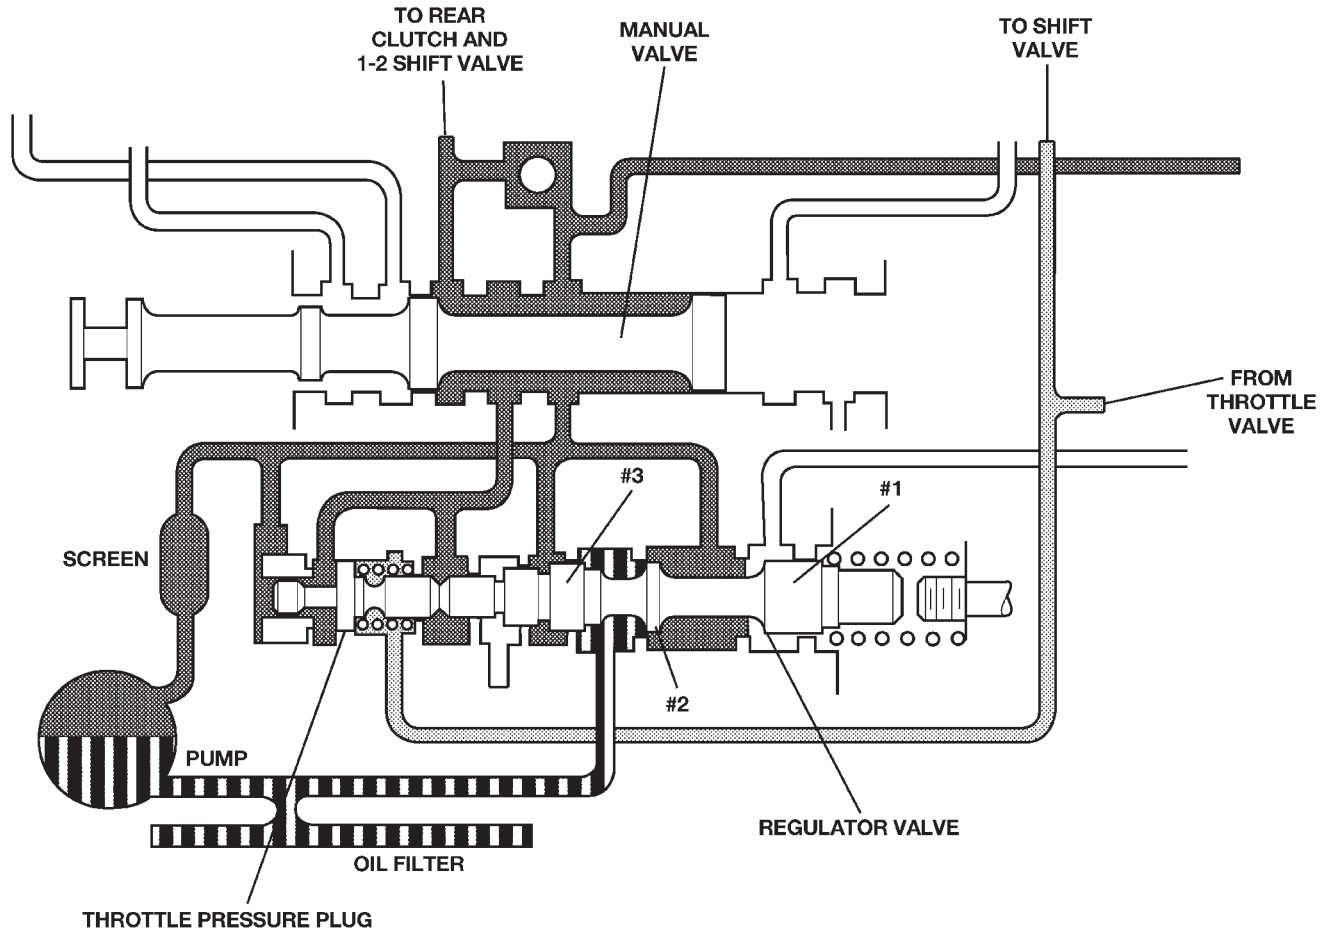 TO REAR
CLUTCH AND
1-2 SHIFT VALVE
MANUAL
VALVE
TO SHIFT
VALVE
FROM
THROTTLE
VALVE
#3
#1
SCREEN
#2
PUMP
REGULATOR VALVE
OIL FILTER
THROTTLE PRESSURE PLUG